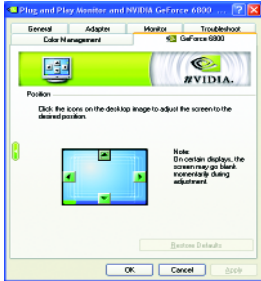 Plug and Play Monitor and NVIDIA GeForce 6800 ...
General Adapter Monitor Troubleshoot
Color Management GeForce 6800
NVIDIA.
Position
Click the icons on the desktop image to adjust the screen to the
desired position.
Note:
On certain displays, the
screen may go blank
momentarily during
adjustment.
Restore Defaults
OK Cancel Apply